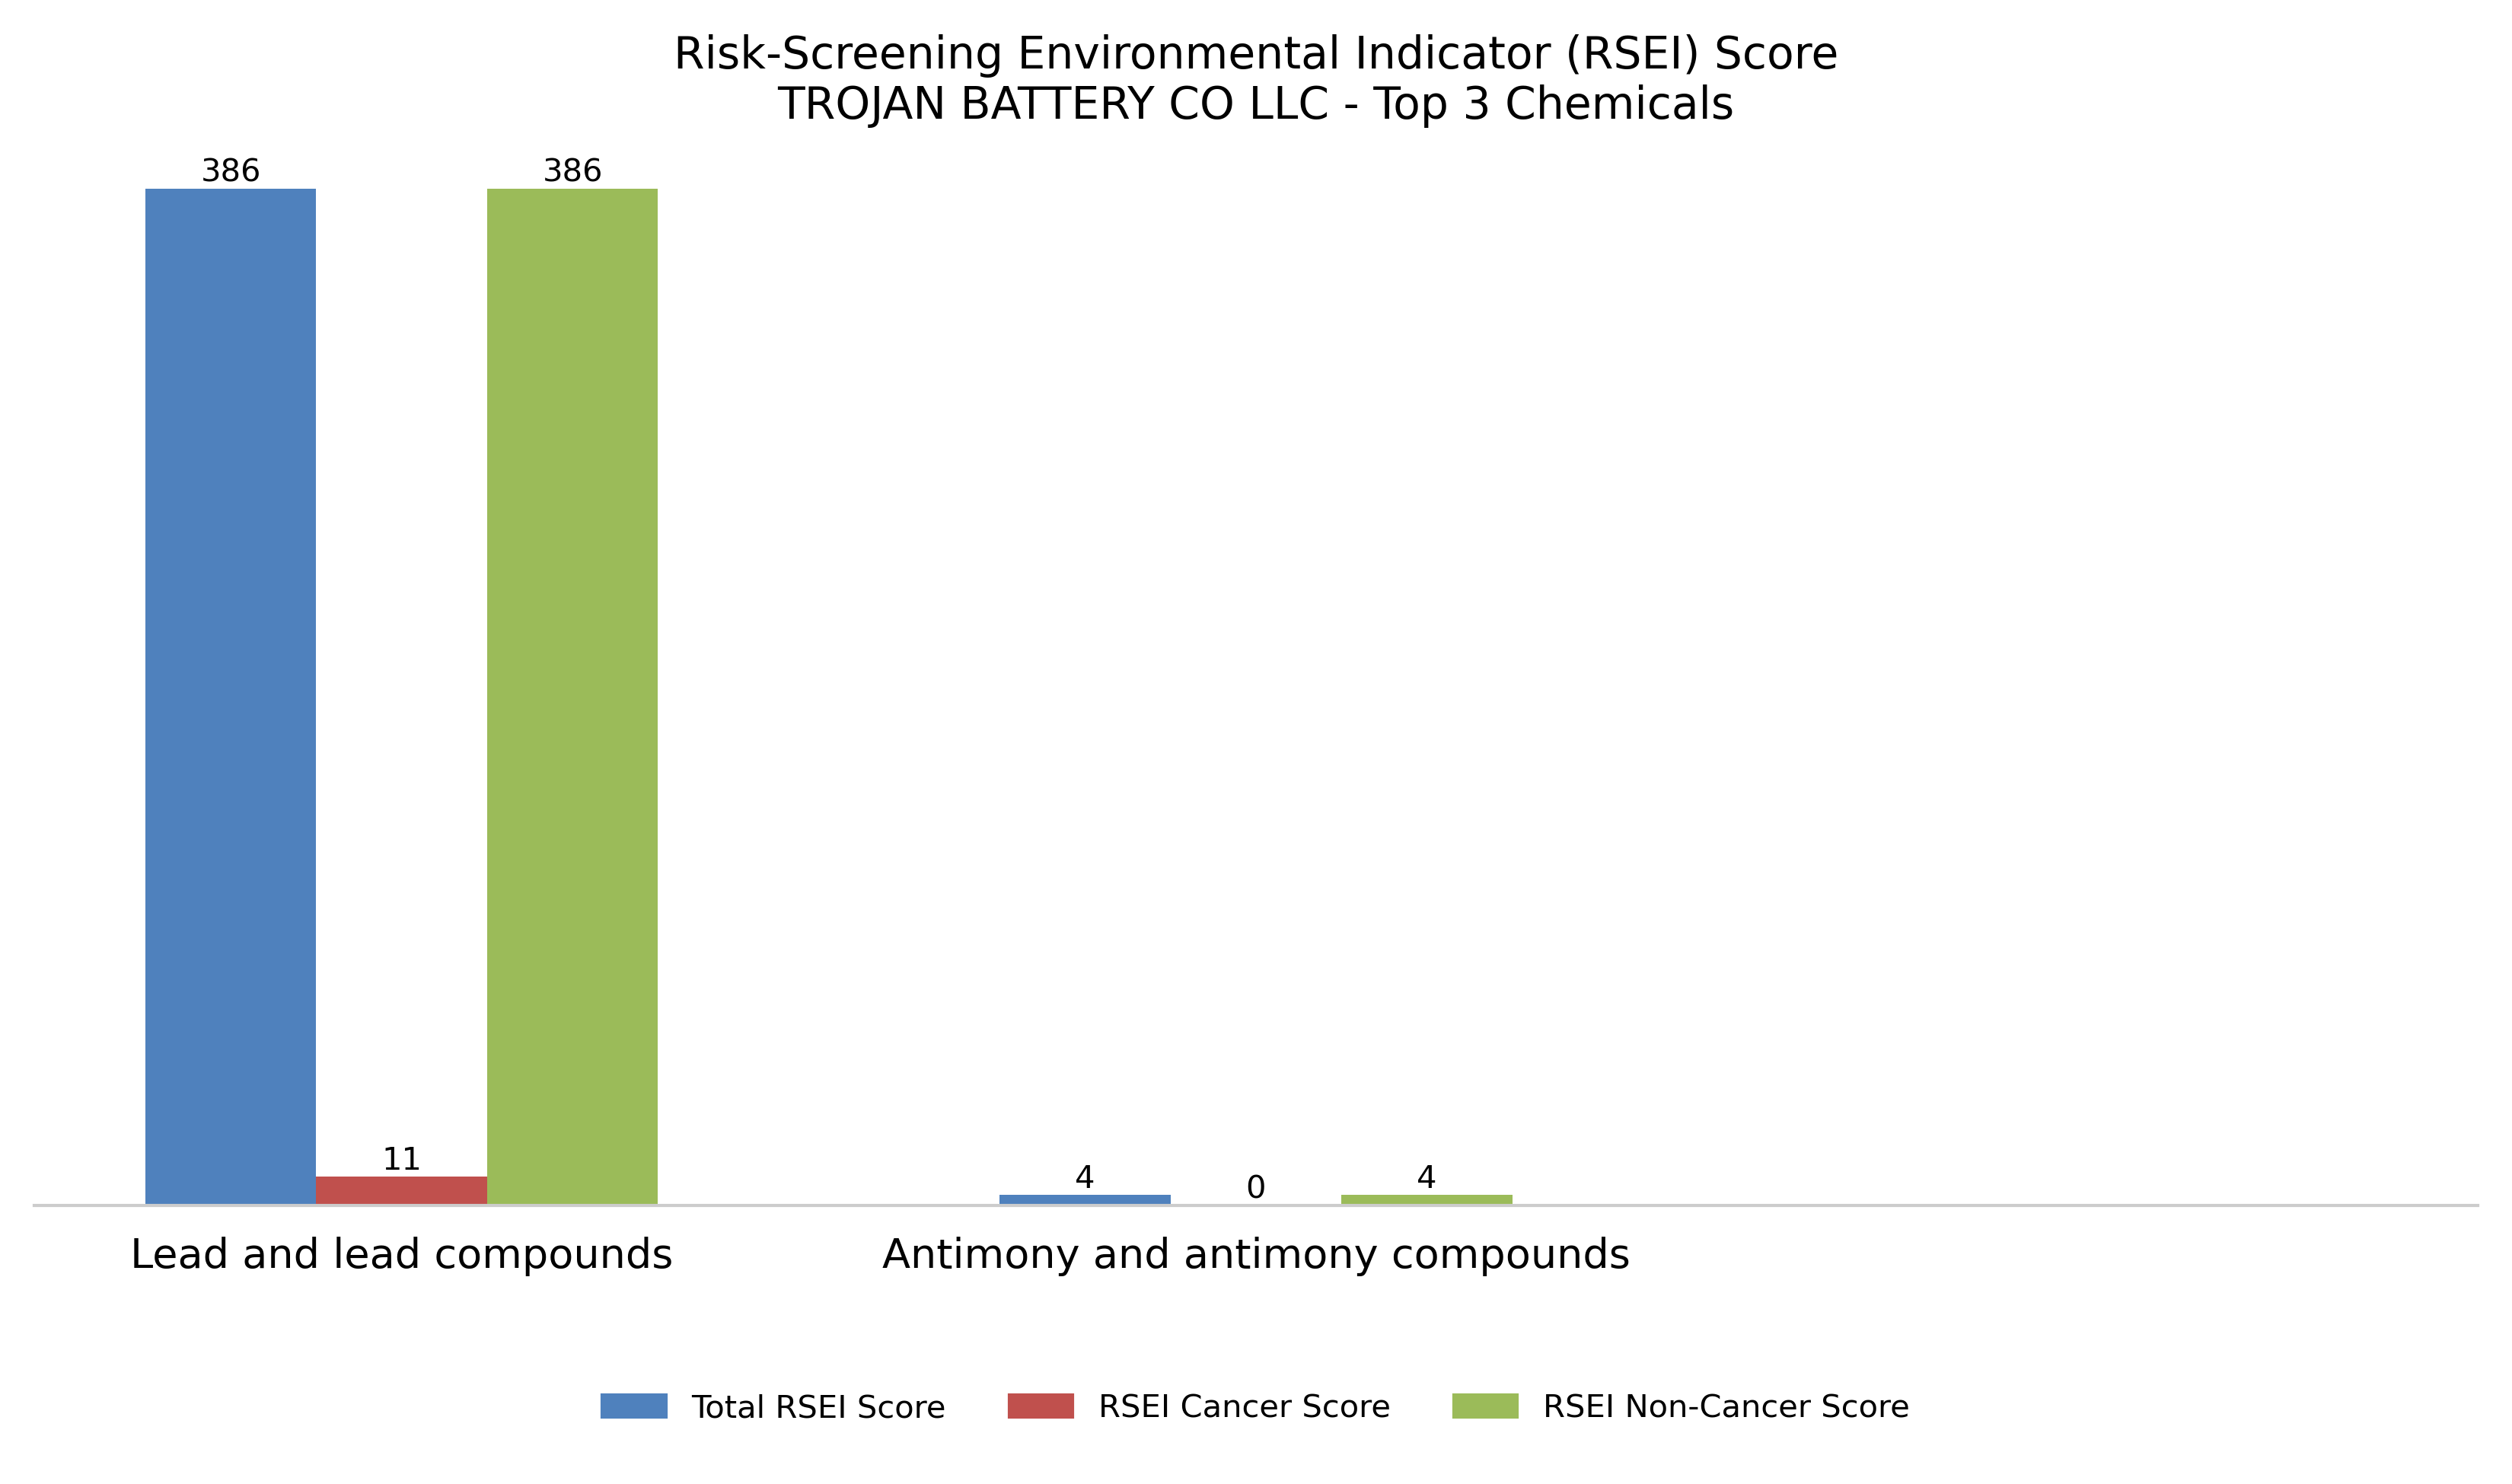 Risk-Screening Environmental Indicator (RSEI) Score
TROJAN BATTERY CO LLC - Top 3 Chemicals
386
386
11
4
0
4
Lead and lead compounds
Antimony and antimony compounds
Total RSEI Score
RSEI Cancer Score
RSEI Non-Cancer Score